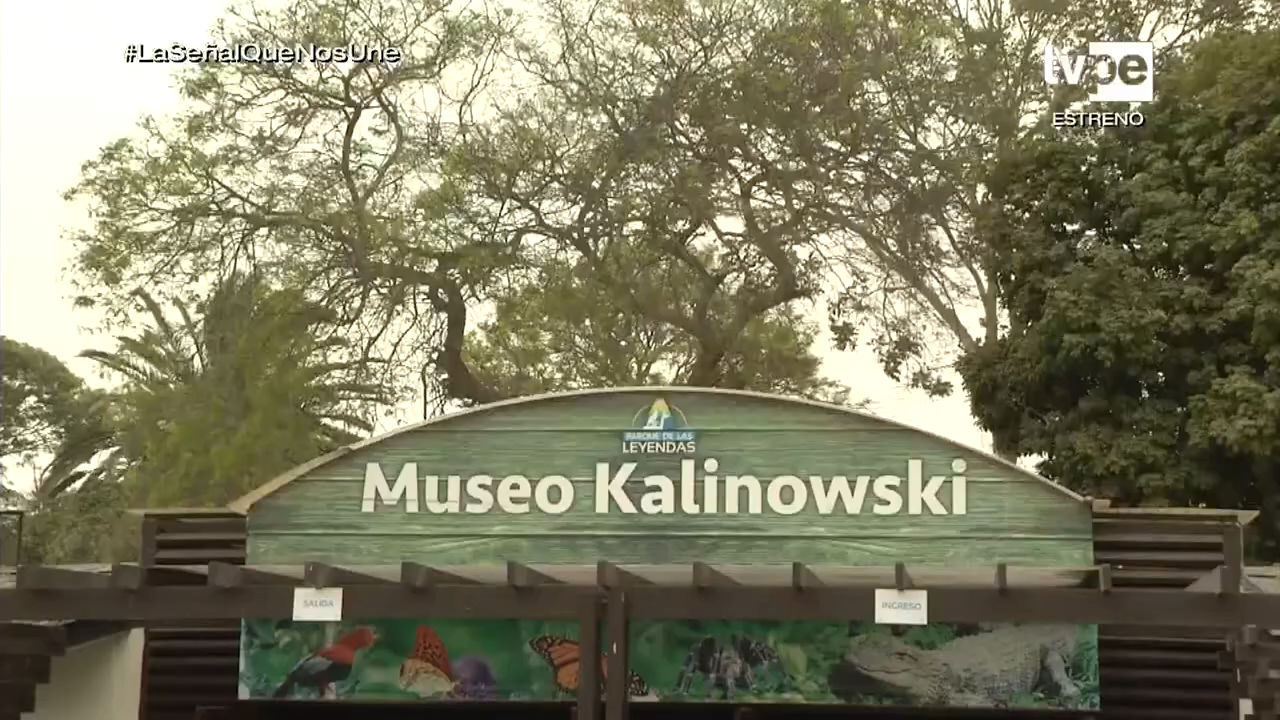 #LaSeñalQueNosUne
tvpe
ESTRENO
PARQUE DE LAS
LEYENDAS
Museo Kalinowski
SALIDA
INGRESO